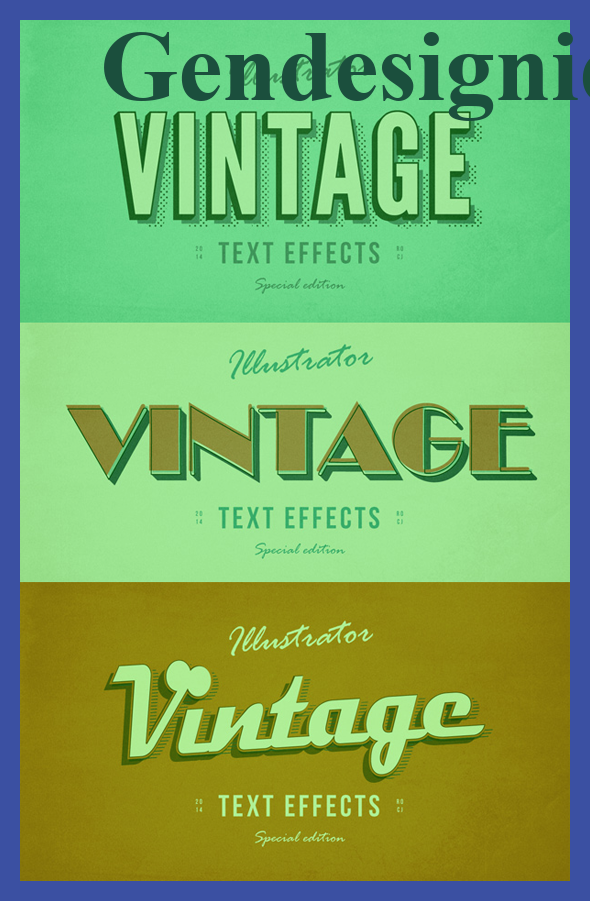 Gendesigni
Illustrator
VINTAGE
20 TEXT EFFECTS RO
14 CI
Special edition
Illustrator
VINTAGE
20 TEXT EFFECTS RO
14 CI
Special edition
Illustrator
Vintage
20 TEXT EFFECTS RO
14 CI
Special edition